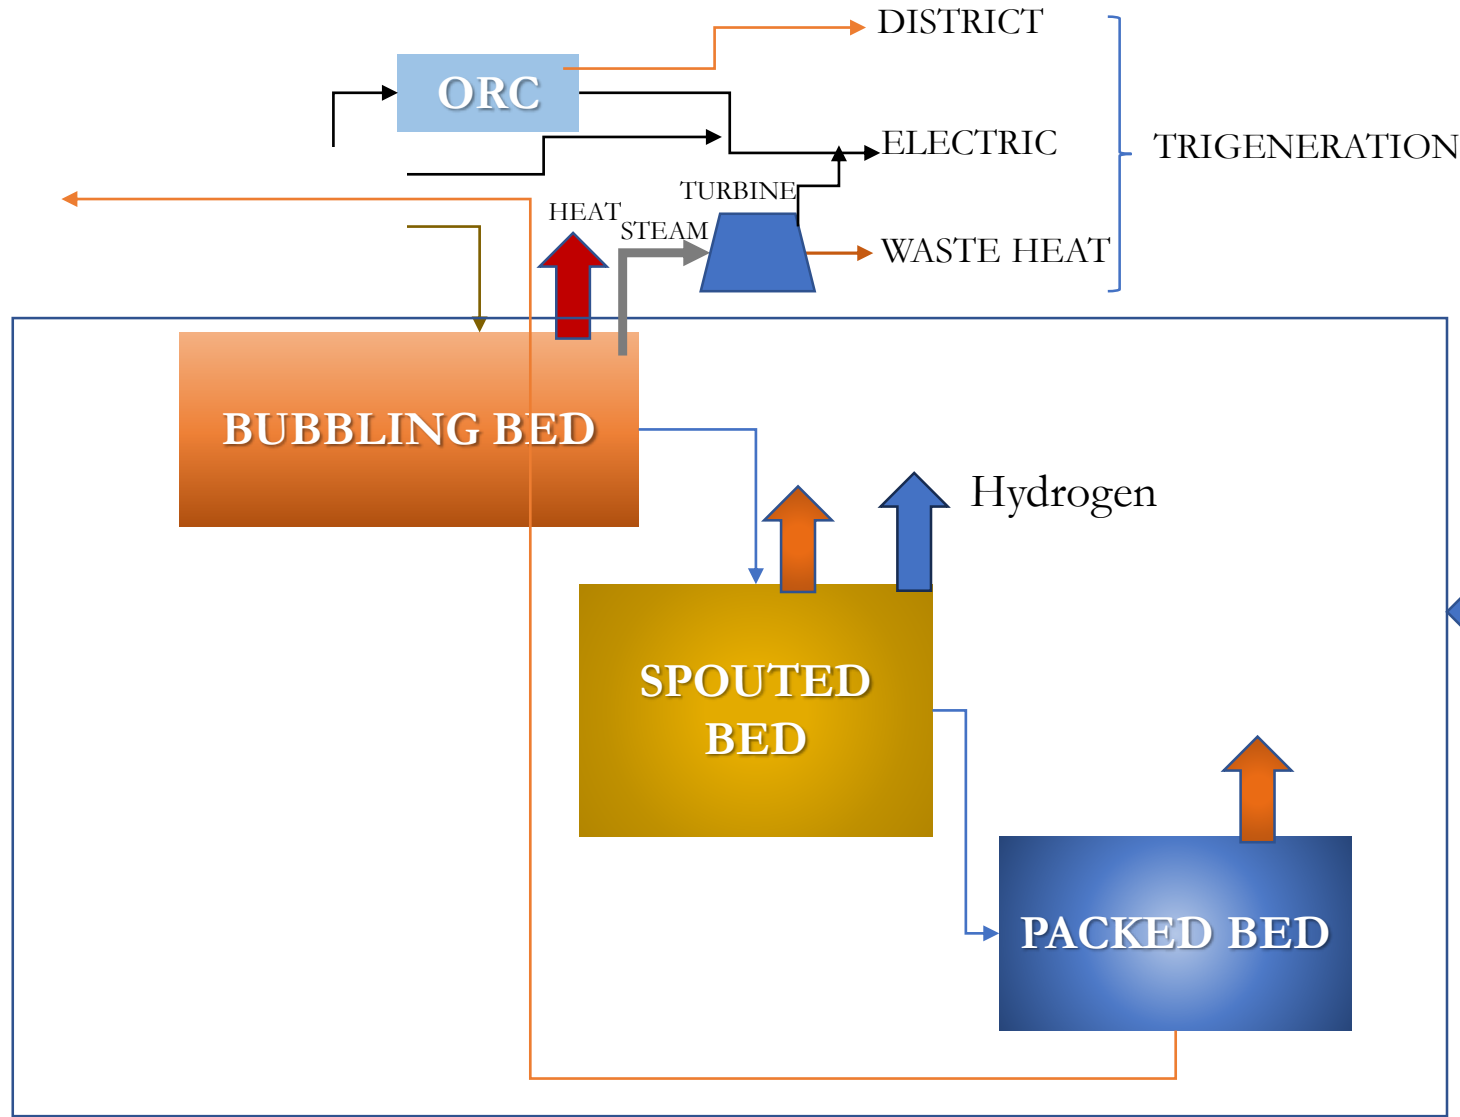 DISTRICT
ORC
ELECTRIC
TRIGENERATION
TURBINE
HEAT
STEAM
WASTE HEAT
BUBBLING BED
Hydrogen
SPOUTED
BED
PACKED BED